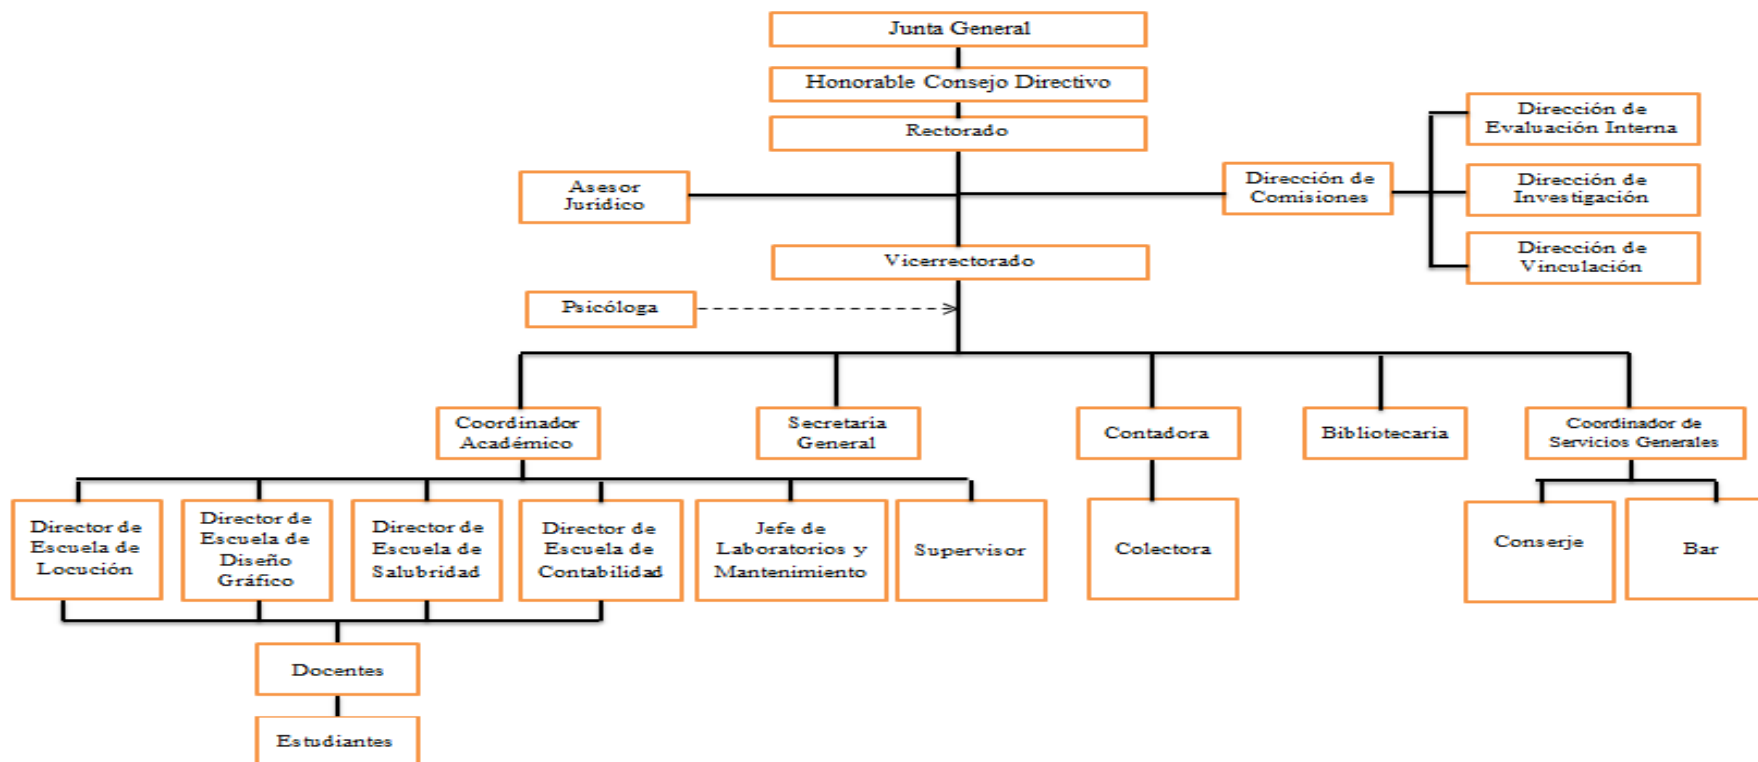 Junta General
Honorable Consejo Directivo
Rectorado
Asesor
Jurídico
Dirección de
Comisiones
Dirección de
Evaluación Interna
Dirección de
Investigación
Dirección de
Vinculación
Vicerrectorado
Psicóloga
Coordinador
Académico
Secretaría
General
Contadora
Bibliotecaria
Coordinador de
Servicios Generales
Director de
Escuela de
Locución
Director de
Escuela de
Diseño
Gráfico
Director de
Escuela de
Salubridad
Director de
Escuela de
Contabilidad
Jefe de
Laboratorios y
Mantenimiento
Supervisor
Colectora
Conserje
Bar
Docentes
Estudiantes